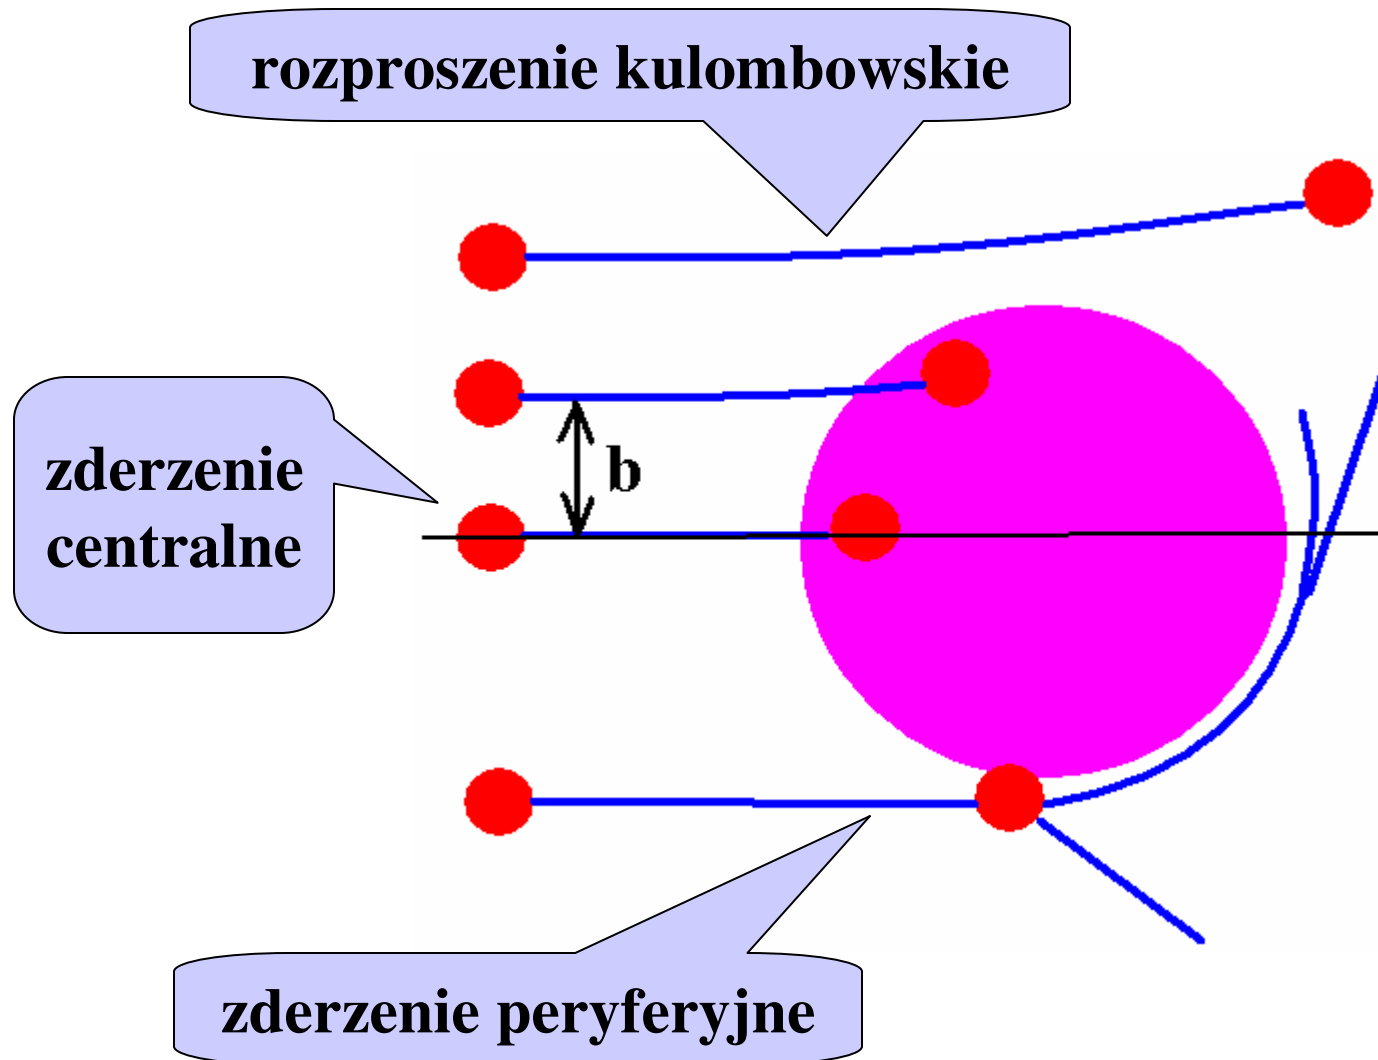 rozproszenie kulombowskie
zderzenie
centralne
b
zderzenie peryferyjne